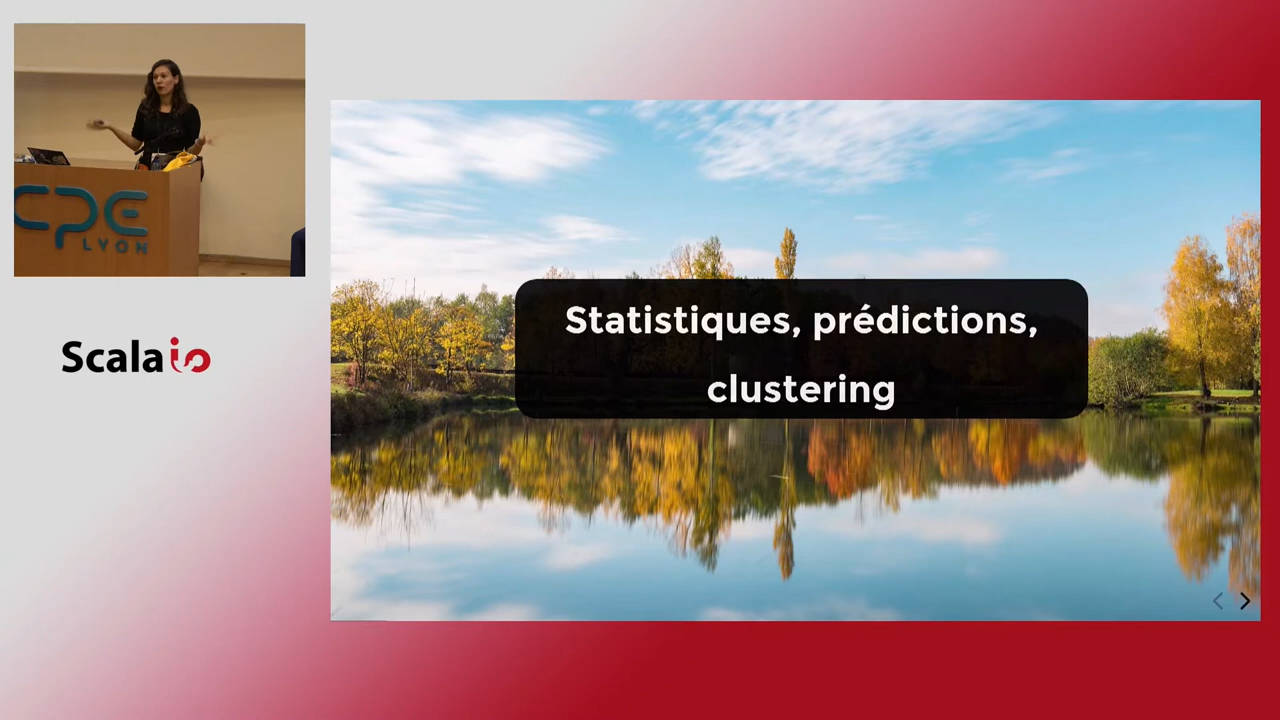 CPE
LYON
Scala
io
Statistiques, prédictions,
clustering